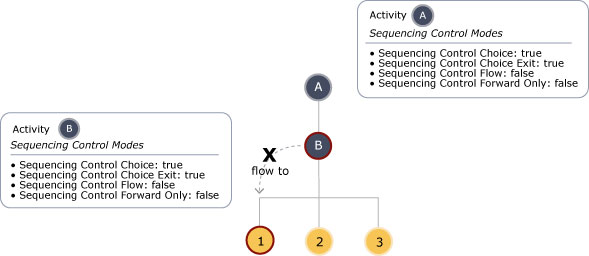 Activity A
Sequencing Control Modes
• Sequencing Control Choice: true
• Sequencing Control Choice Exit: true
• Sequencing Control Flow: false
• Sequencing Control Forward Only: false
A
Activity B
Sequencing Control Modes
• Sequencing Control Choice: true
• Sequencing Control Choice Exit: true
• Sequencing Control Flow: false
• Sequencing Control Forward Only: false
B
X
flow to
1 2 3